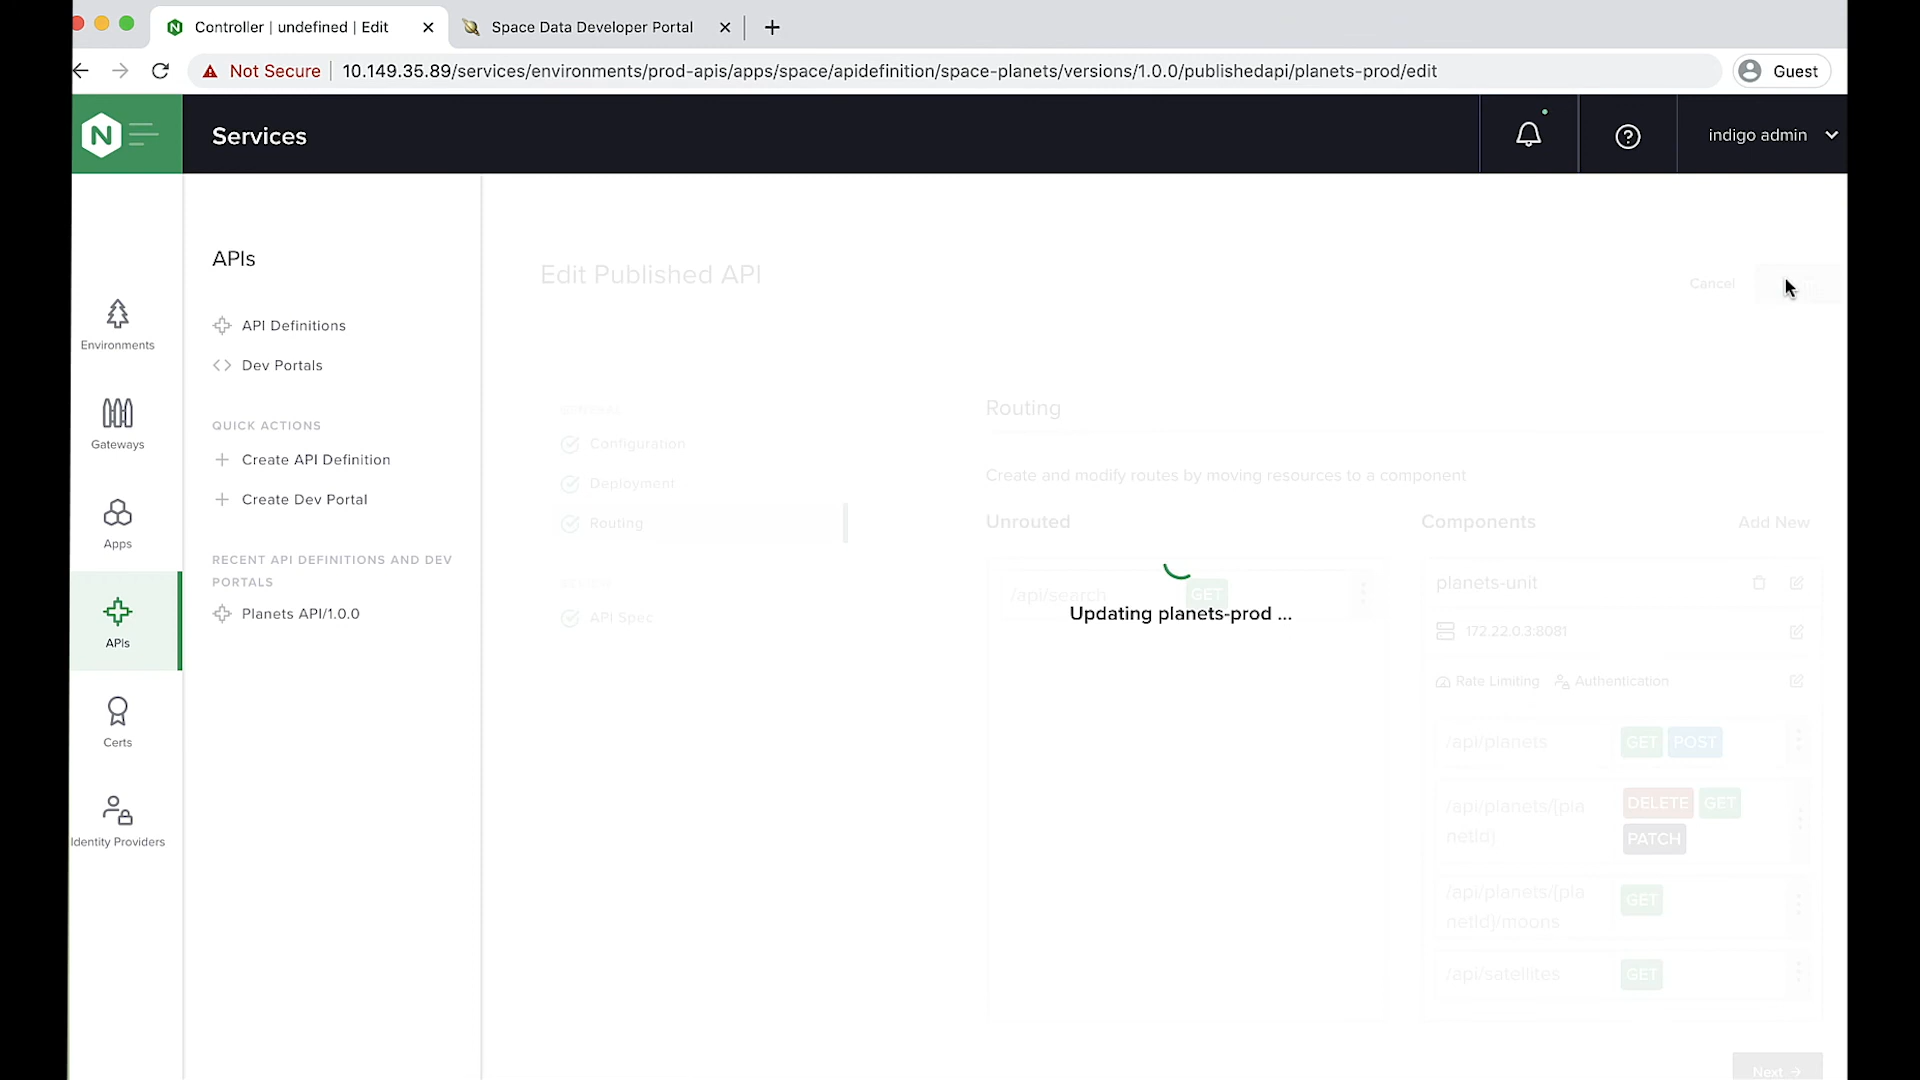 Controller | undefined | Edit
Space Data Developer Portal
Not Secure
10.149.35.89/services/environments/prod-apis/apps/space/apidefinition/space-planets/versions/1.0.0/publishedapi/planets-prod/edit
Guest
N
Services
indigo admin
Environments
Gateways
Apps
APIs
Certs
Identity Providers
APIs
API Definitions
Dev Portals
QUICK ACTIONS
Create API Definition
Create Dev Portal
RECENT API DEFINITIONS AND DEV
PORTALS
Planets API/1.0.0
Edit Published API
Cancel
GENERAL
Configuration
Deployment
Routing
API Spec
Routing
Create and modify routes by moving resources to a component
Unrouted
/api/search
GET
Updating planets-prod ...
Components
Add New
planets-unit
172.22.0.3:8081
Rate Limiting
Authentication
/api/planets
GET
POST
/api/planets/{pla
netId}
DELETE
GET
PATCH
/api/planets/{pla
netId}/moons
GET
/api/satellites
GET
Next